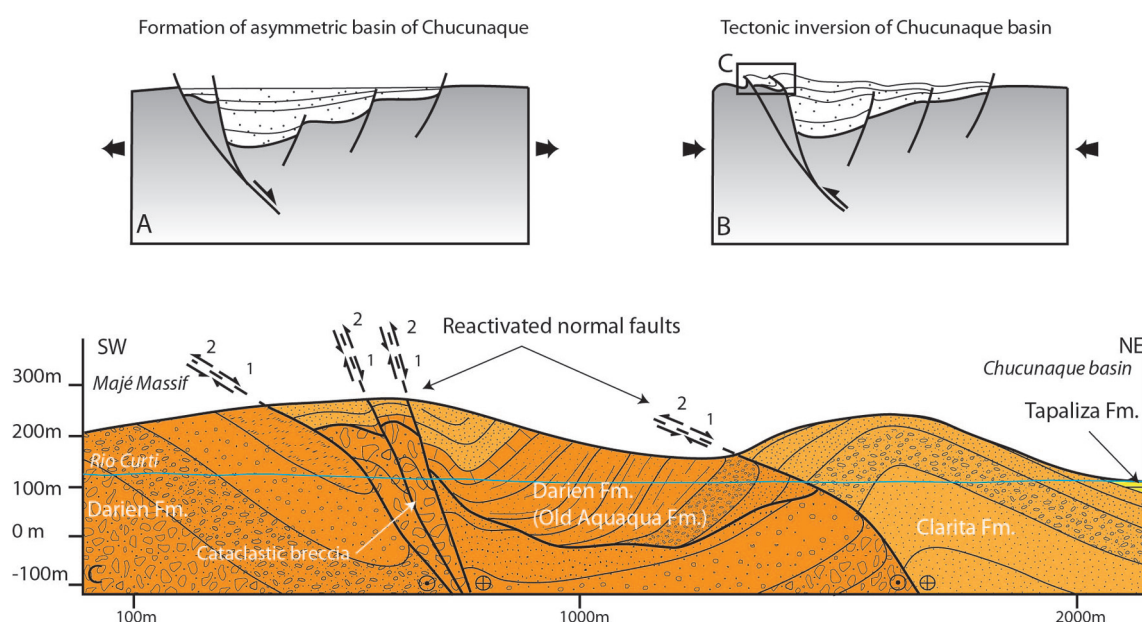 Formation of asymmetric basin of Chucunaque
Tectonic inversion of Chucunaque basin
A
C
B
Reactivated normal faults
SW
NE
Majé Massif
Chucunaque basin
2
1
2
1
2
1
2
1
Tapaliza Fm.
300m
200m
100m
0 m
-100m
Rio Curti
Darien Fm.
Cataclastic breccia
Darien Fm.
(Old Aquaqua Fm.)
Clarita Fm.
C
100m
1000m
2000m